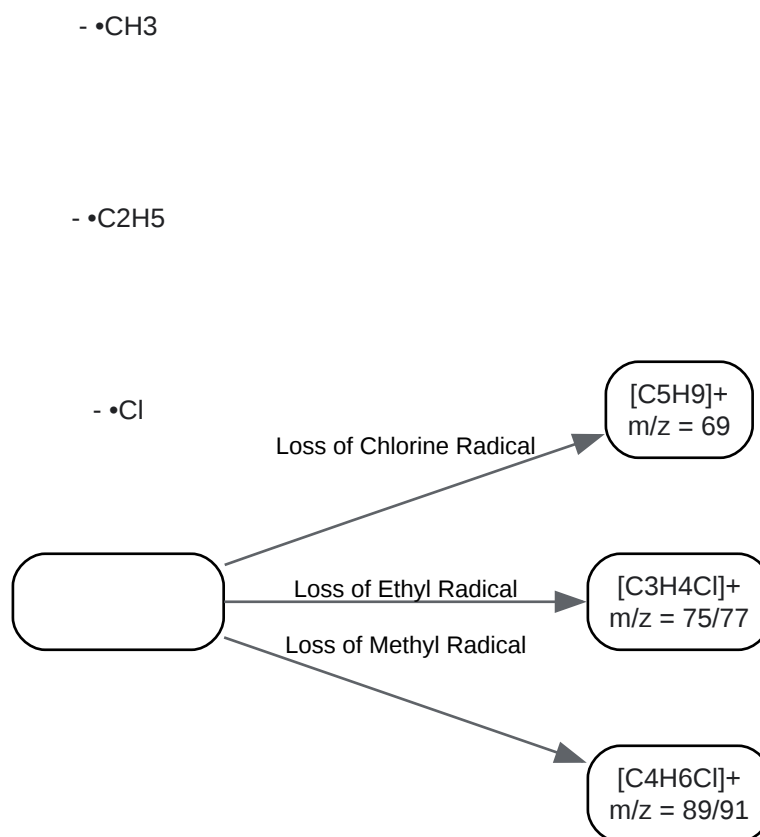 - •CH3
- •C2H5
- •Cl
[C5H9]+
m/z = 69
Loss of Chlorine Radical
Loss of Ethyl Radical
[C3H4Cl]+
m/z = 75/77
Loss of Methyl Radical
[C4H6Cl]+
m/z = 89/91